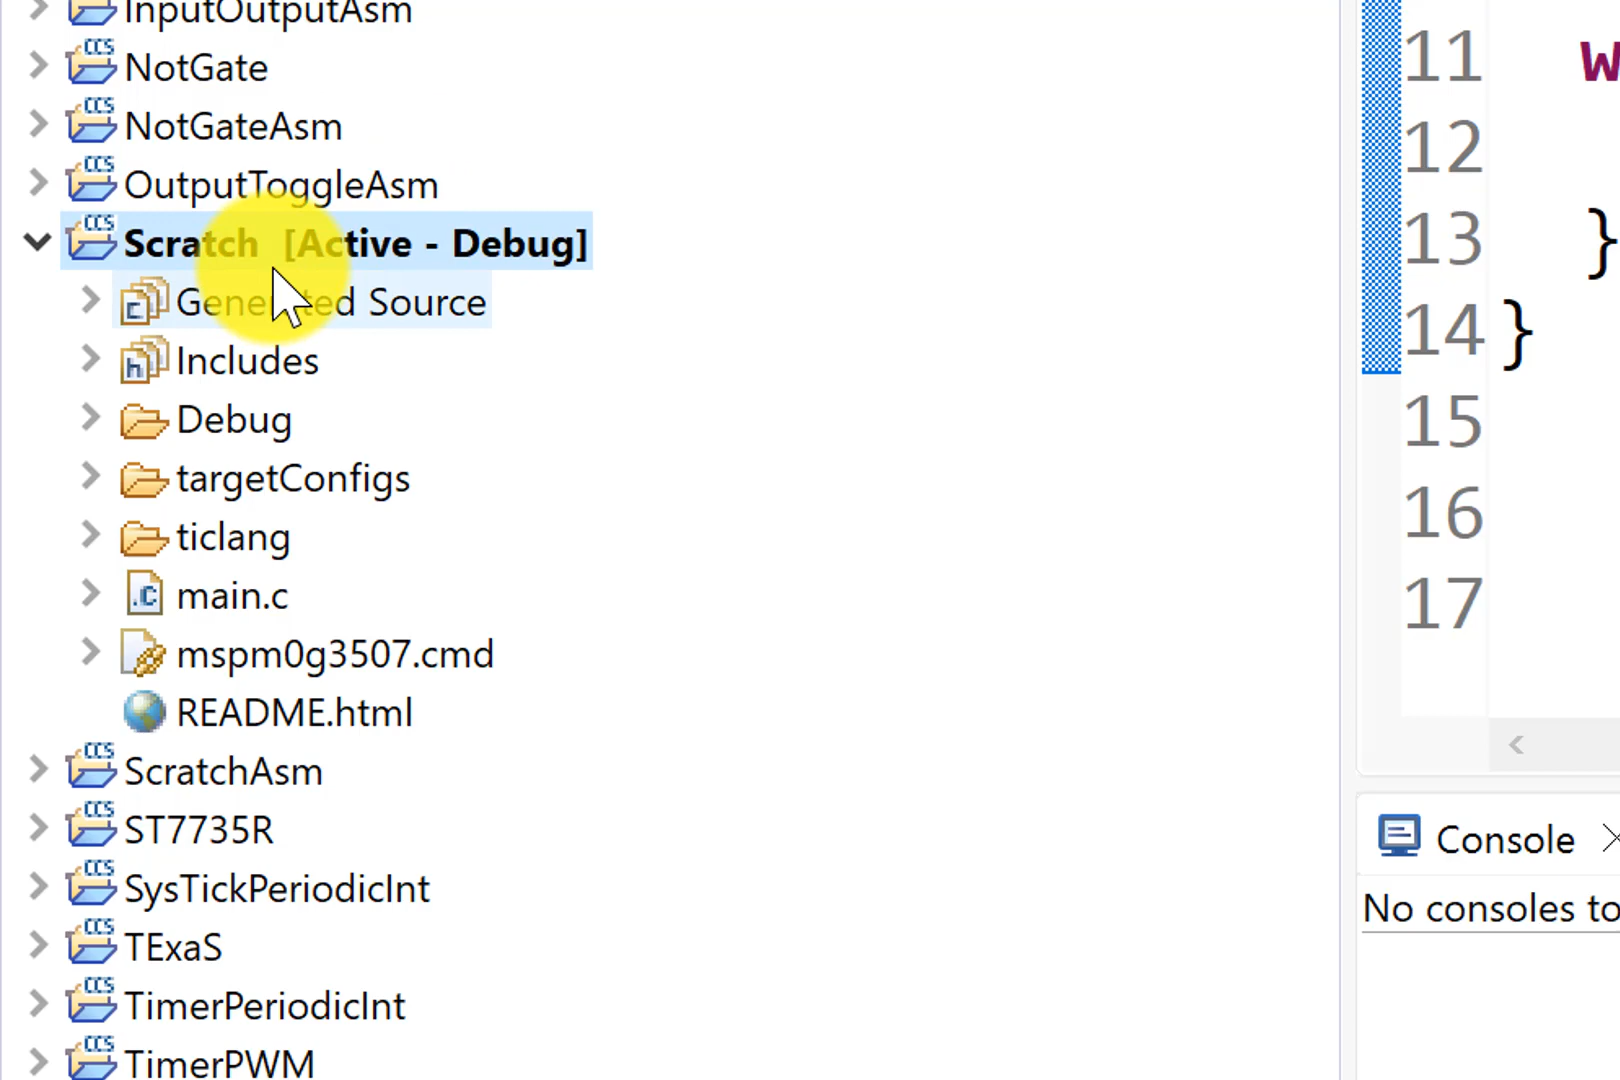 InputOutputAsm
NotGate
NotGateAsm
OutputToggleAsm
Scratch [Active - Debug]
Generated Source
Includes
Debug
targetConfigs
ticlang
main.c
mspm0g3507.cmd
README.html
ScratchAsm
ST7735R
SysTickPeriodicInt
TExaS
TimerPeriodicInt
TimerPWM
11
12
13 }
14 }
15
16
17
Console
No consoles to